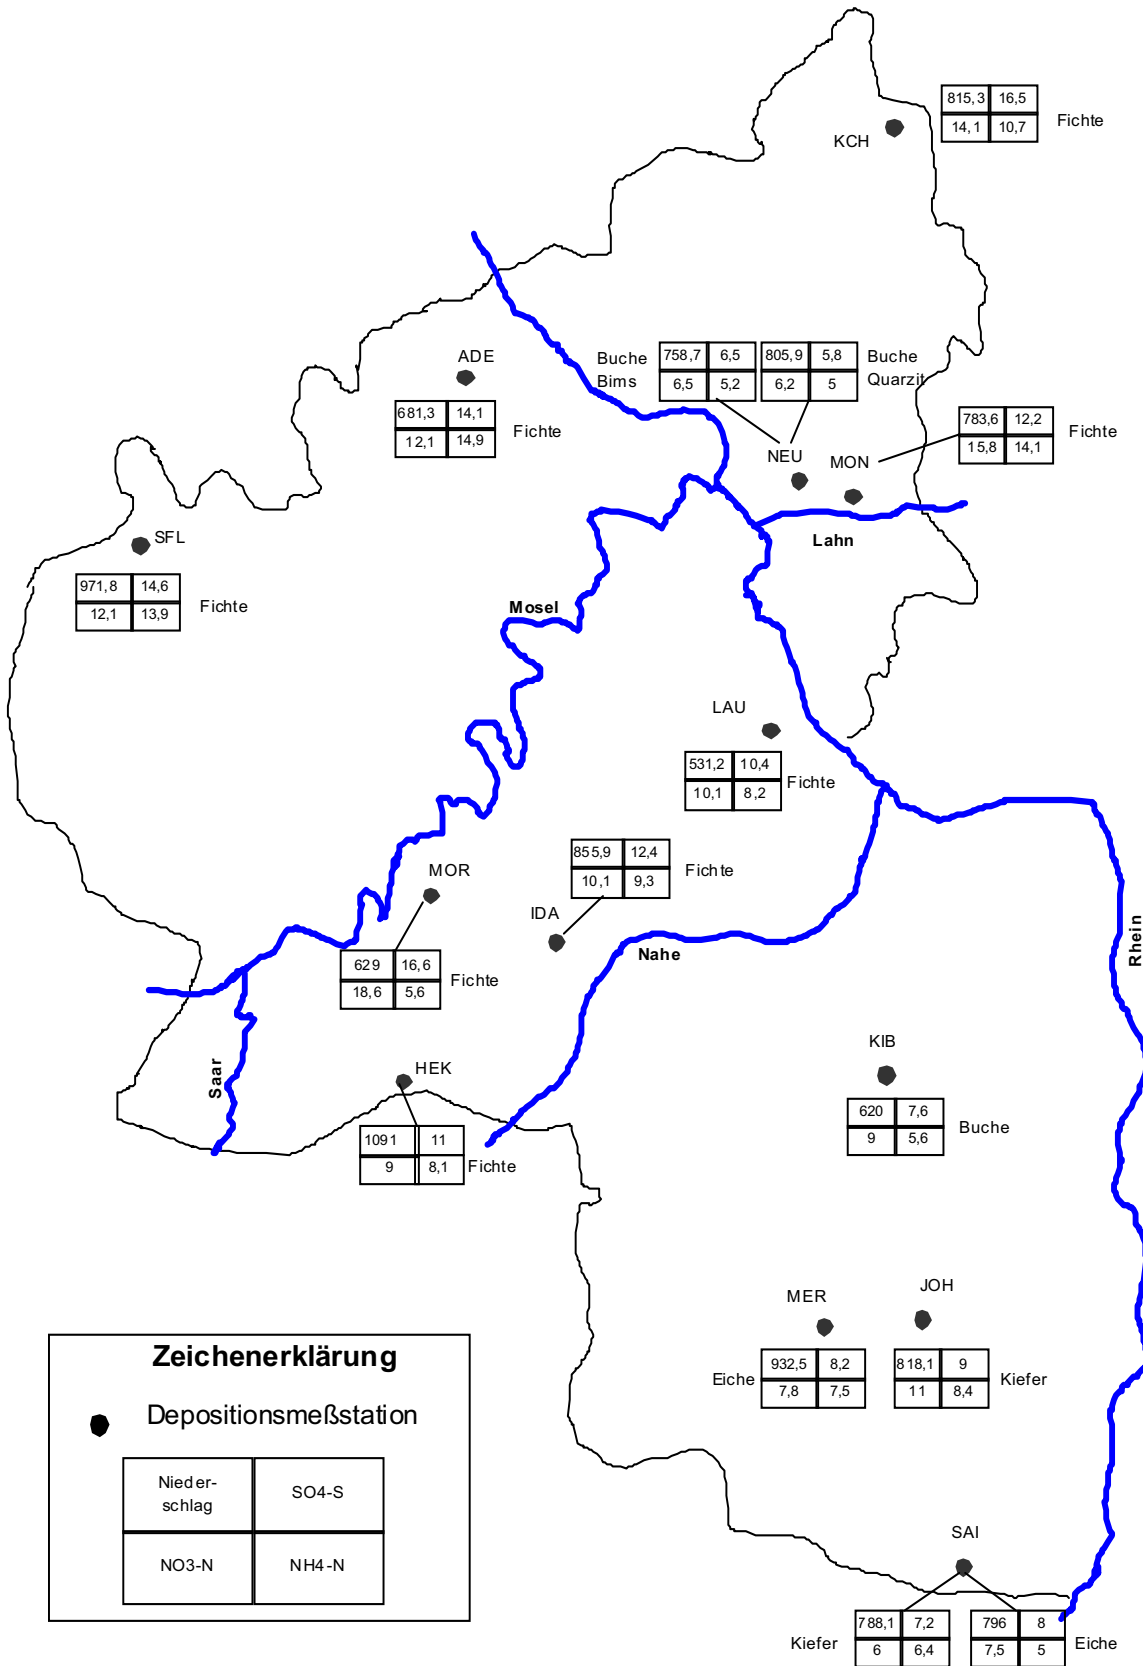 815,3 16,5
KCH
14,1 10,7 Fichte
ADE
Buche 758,7 6,5 805,9 5,8 Buche
Bims 6,5 5,2 6,2 5 Quarzit
681,3 14,1
12,1 14,9 Fichte
783,6 12,2
15,8 14,1 Fichte
NEU
MON
SFL
Lahn
971,8 14,6
12,1 13,9 Fichte
Mosel
LAU
531,2 10,4
10,1 8,2 Fichte
855,9 12,4
10,1 9,3 Fichte
MOR
IDA
Nahe
Rhein
629 16,6
18,6 5,6 Fichte
KIB
HEK
Saar
620 7,6
9 5,6 Buche
1091 11
9 8,1 Fichte
MER
JOH
932,5 8,2
Eiche 7,8 7,5
818,1 9
11 8,4 Kiefer
Zeichenerklärung
Depositionsmeßstation
Nieder-
schlag
SO4-S
NO3-N NH4-N
SAI
788,1 7,2
Kiefer 6 6,4
796 8
7,5 5 Eiche